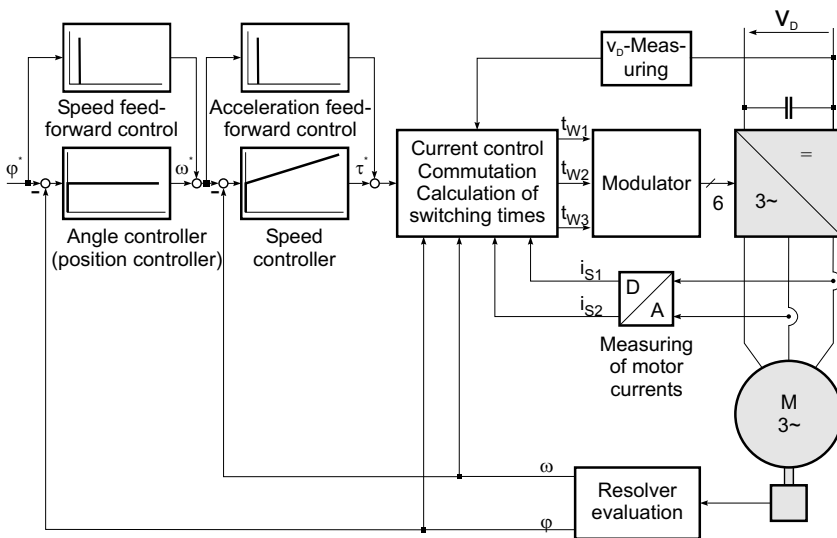 V_D
v_D-Meas-
uring
Speed feed-
forward control
Acceleration feed-
forward control
φ*
ω*
τ*
Current control
Commutation
Calculation of
switching times
t_W1
t_W2
t_W3
Modulator
6
=
3~
Angle controller
(position controller)
Speed
controller
i_S1
i_S2
D
A
Measuring
of motor
currents
M
3~
ω
φ
Resolver
evaluation